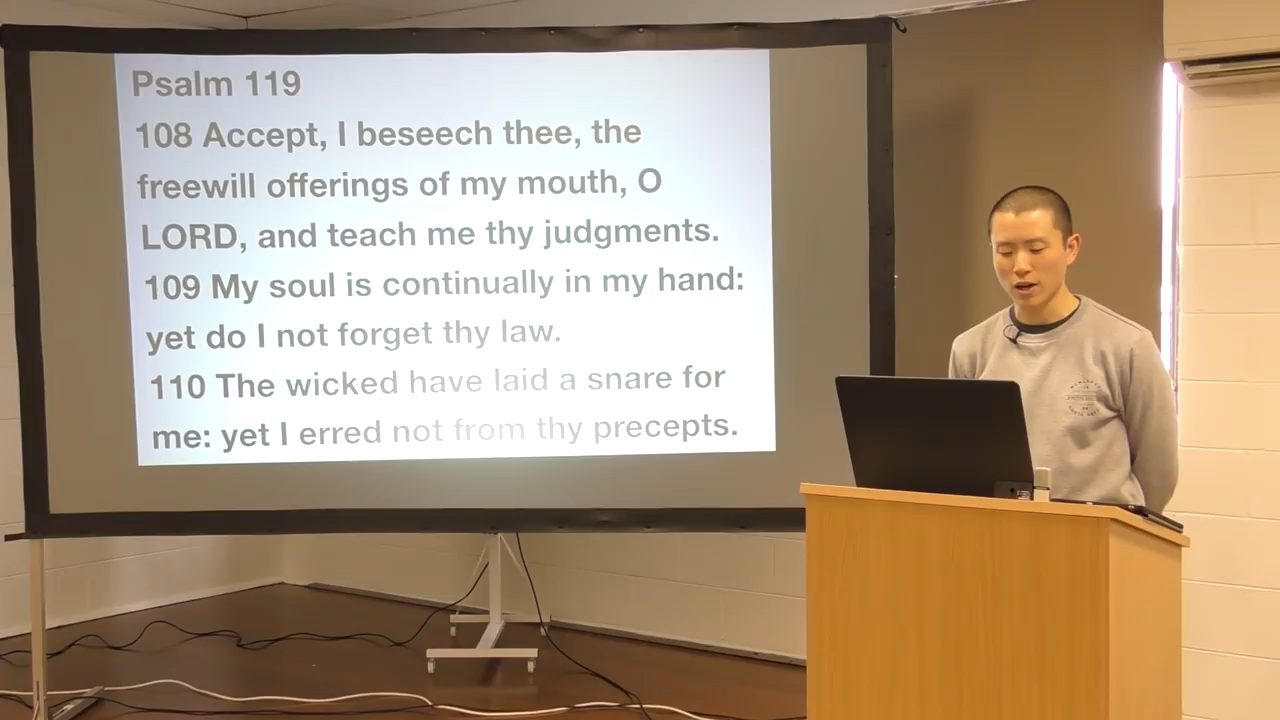 Psalm 119
108 Accept, I beseech thee, the
freewill offerings of my mouth, O
LORD, and teach me thy judgments.
109 My soul is continually in my hand:
yet do I not forget thy law.
110 The wicked have laid a snare for
me: yet I erred not from thy precepts.